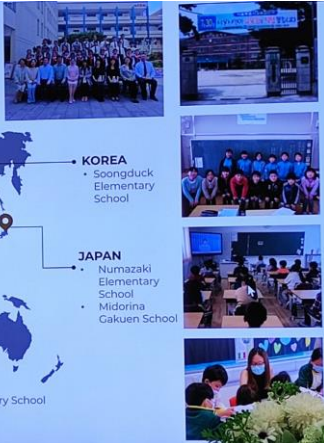 KOREA
• Soongduck
Elementary
School
JAPAN
• Numazaki
Elementary
School
• Midorina
Gakuen School
ry School